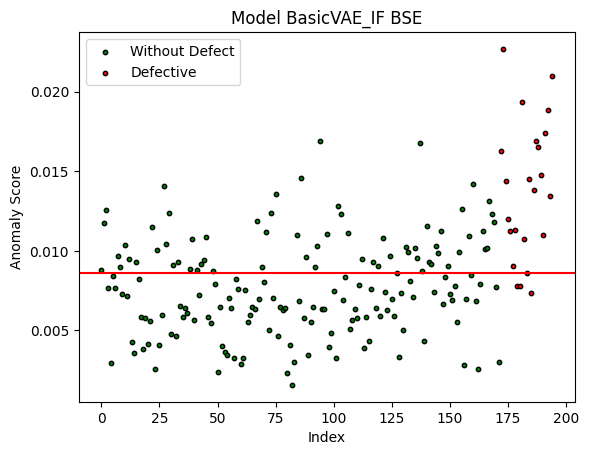 Model BasicVAE_IF BSE
Without Defect
Defective
0.020
0.015
0.010
0.005
Anomaly Score
0 25 50 75 100 125 150 175 200
Index